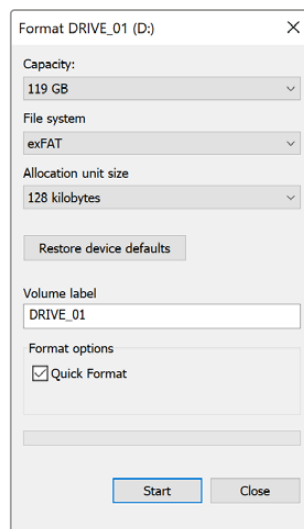 Format DRIVE_01 (D:)
Capacity:
119 GB
File system
exFAT
Allocation unit size
128 kilobytes
Restore device defaults
Volume label
DRIVE_01
Format options
Quick Format
Start Close